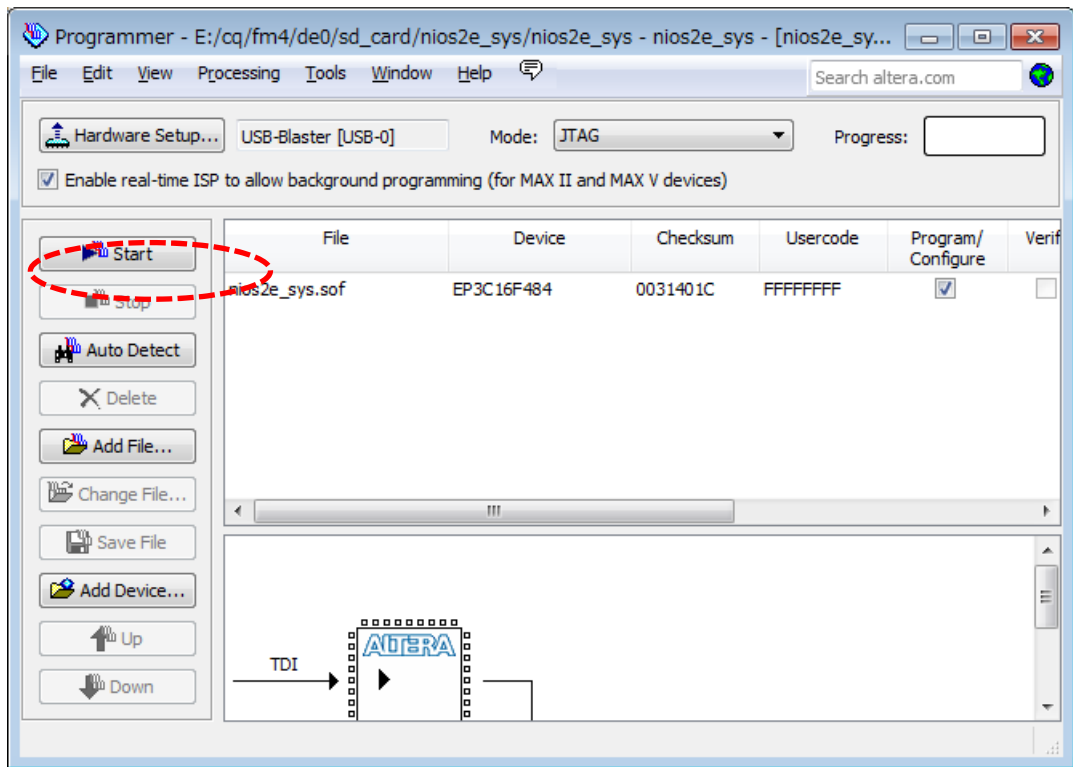 Programmer - E:/cq/fm4/de0/sd_card/nios2e_sys/nios2e_sys - nios2e_sys - [nios2e_sy...
File Edit View Processing Tools Window Help Search altera.com
Hardware Setup... USB-Blaster [USB-0] Mode: JTAG Progress:
Enable real-time ISP to allow background programming (for MAX II and MAX V devices)
Start
Stop
Auto Detect
Delete
Add File...
Change File...
Save File
Add Device...
Up
Down
File Device Checksum Usercode Program/ Verif
Configure
nios2e_sys.sof EP3C16F484 0031401C FFFFFFFF
ALTERA
TDI